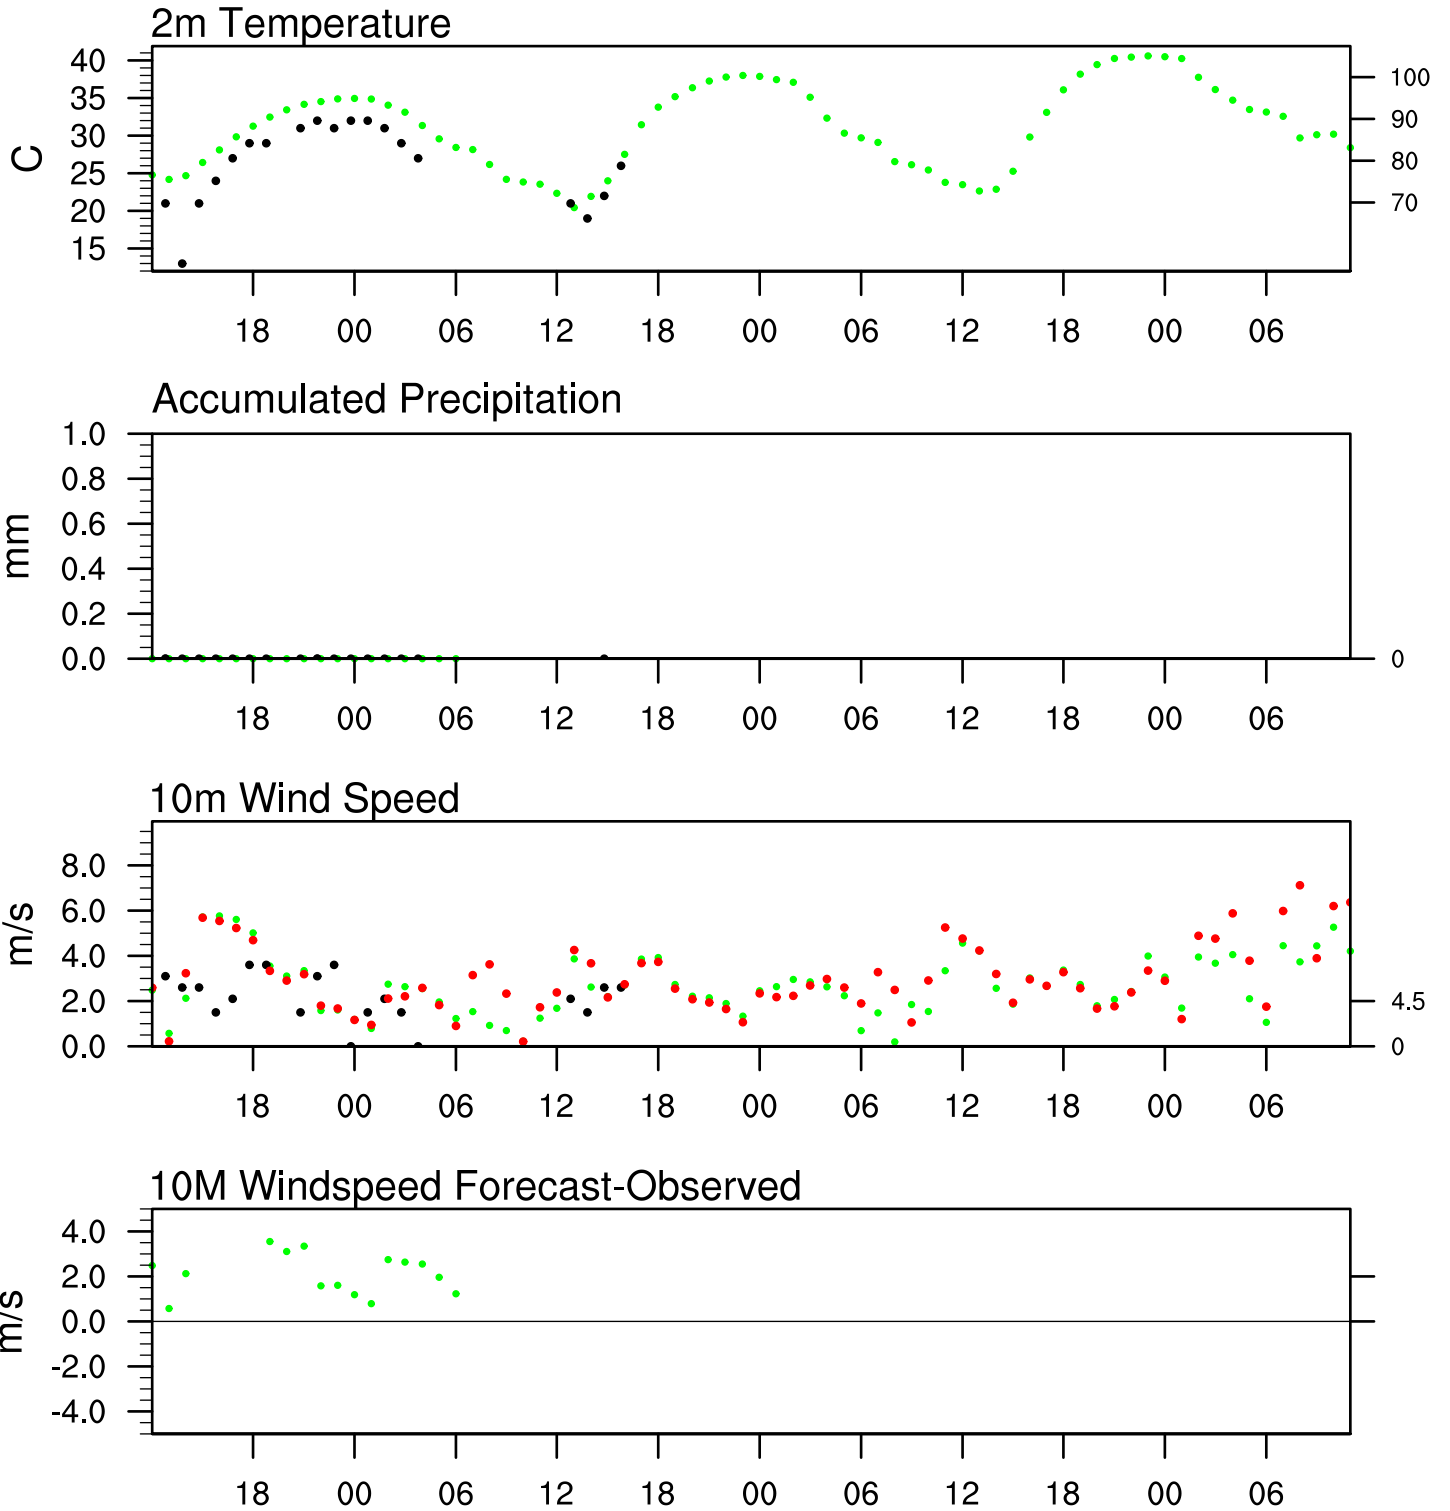 2m Temperature
40
35
30
25
20
15
C
100
90
80
70
18 00 06 12 18 00 06 12 18 00 06
Accumulated Precipitation
1.0
0.8
0.6
0.4
0.2
0.0
mm
0
18 00 06 12 18 00 06 12 18 00 06
10m Wind Speed
8.0
6.0
4.0
2.0
0.0
m/s
4.5
0
18 00 06 12 18 00 06 12 18 00 06
10M Windspeed Forecast-Observed
4.0
2.0
0.0
-2.0
-4.0
m/s
18 00 06 12 18 00 06 12 18 00 06